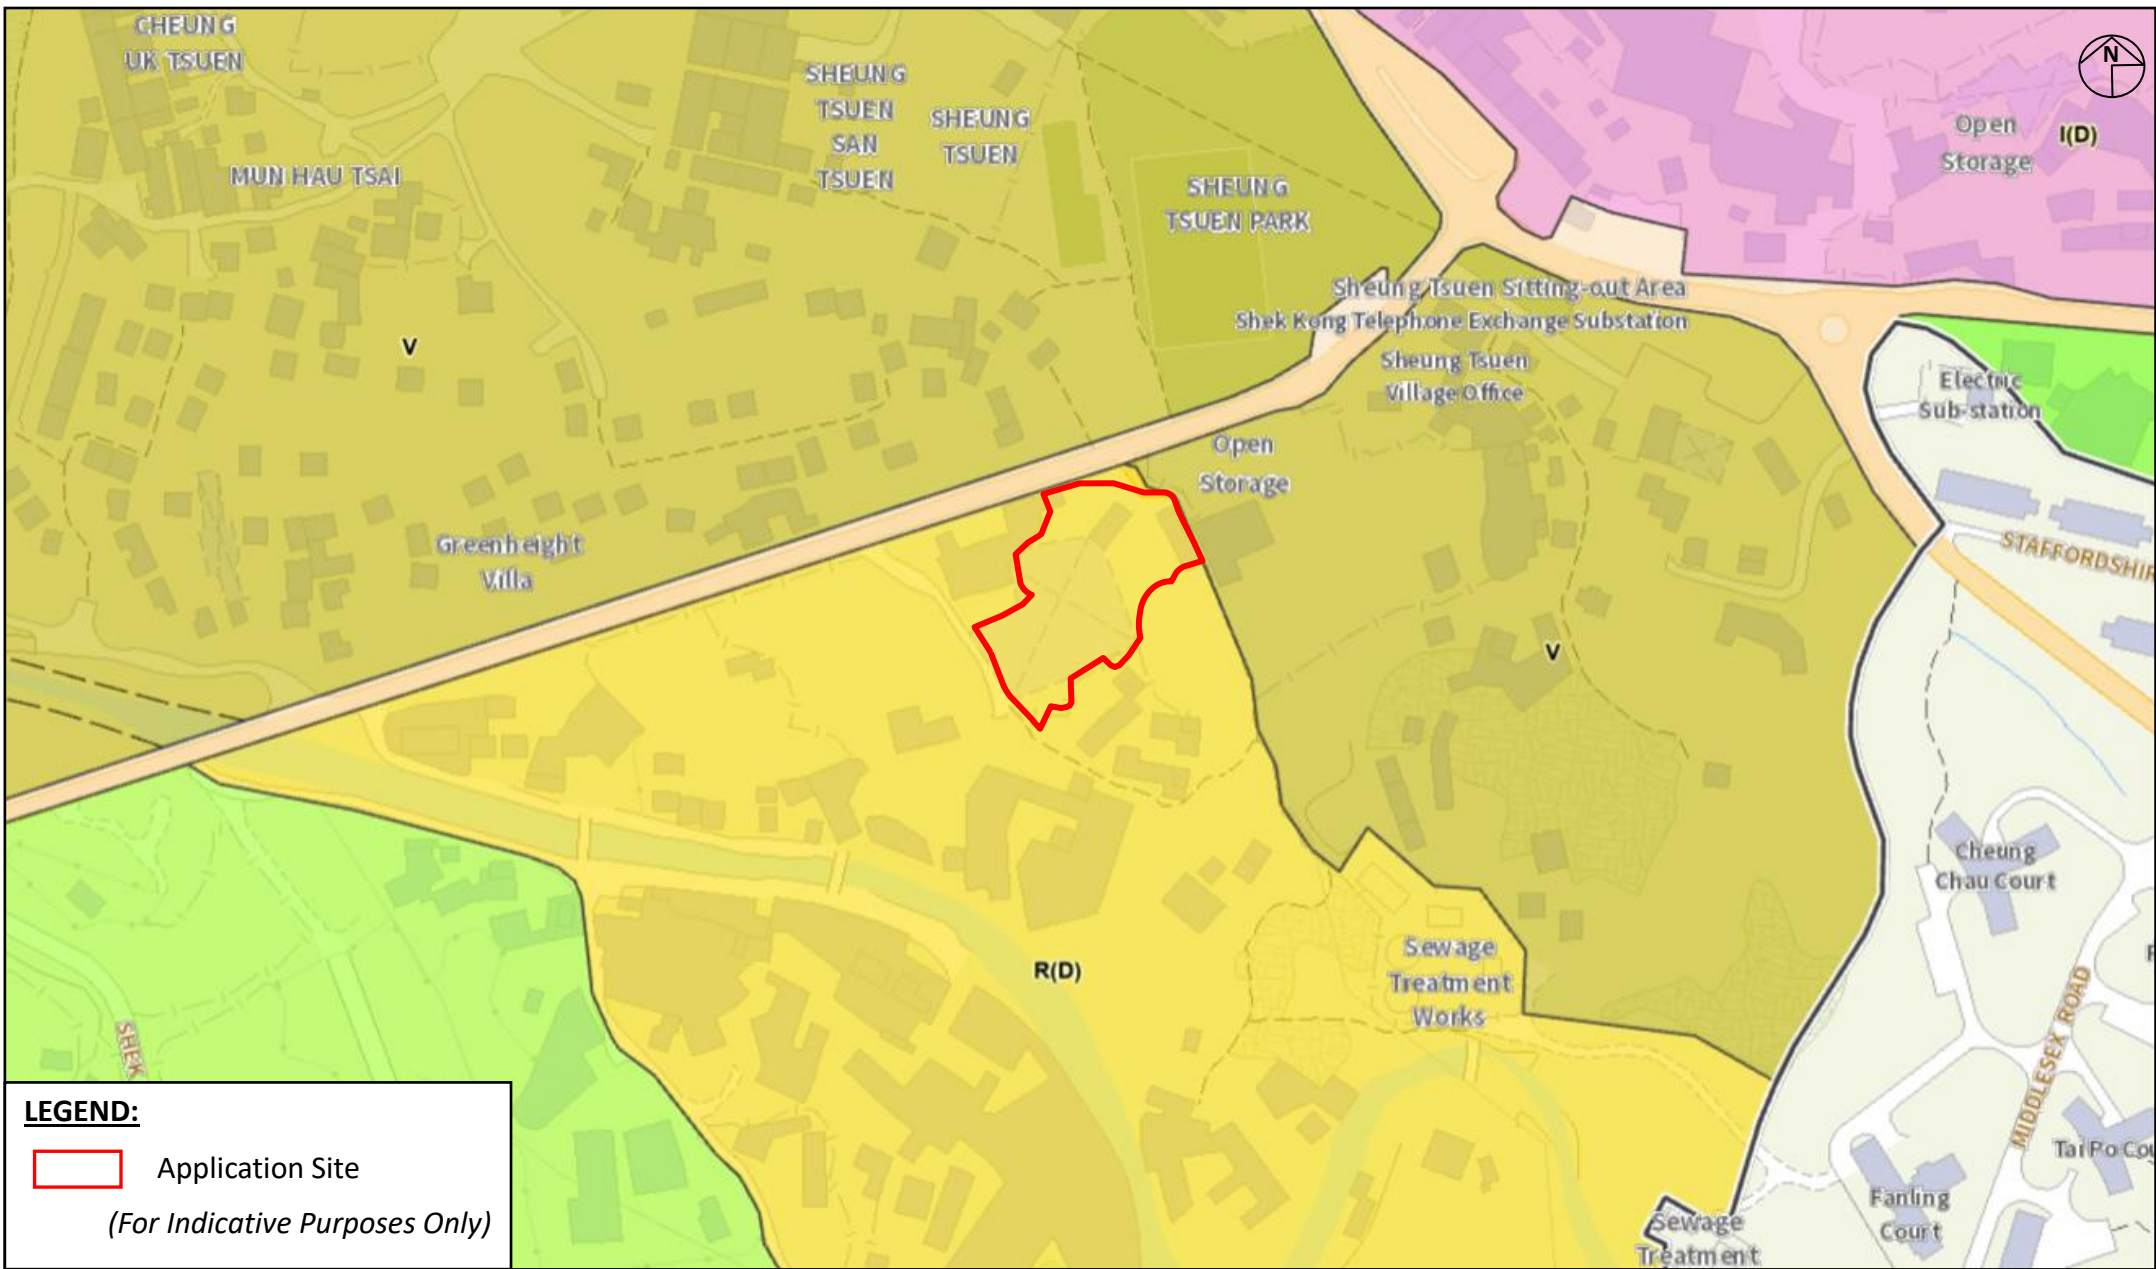 CHEUNG
UK TSUEN
MUN HAU TSAI
SHEUNG
TSUEN
SAN
TSUEN
SHEUNG
TSUEN
SHEUNG
TSUEN PARK
N
Open
Storage
I(D)
Sheung Tsuen Sitting-out Area
Shek Kong Telephone Exchange Substation
Sheung Tsuen
Village Office
V
Electric
Sub-station
Open
Storage
Greenheight
Villa
STAFFORDSHIR
V
Cheung
Chau Court
R(D)
Sewage
Treatment
Works
MIDDLESEX ROAD
SHEK
Tai Po Cou
Fanling
Court
Sewage
Treatment
LEGEND:
Application Site
(For Indicative Purposes Only)